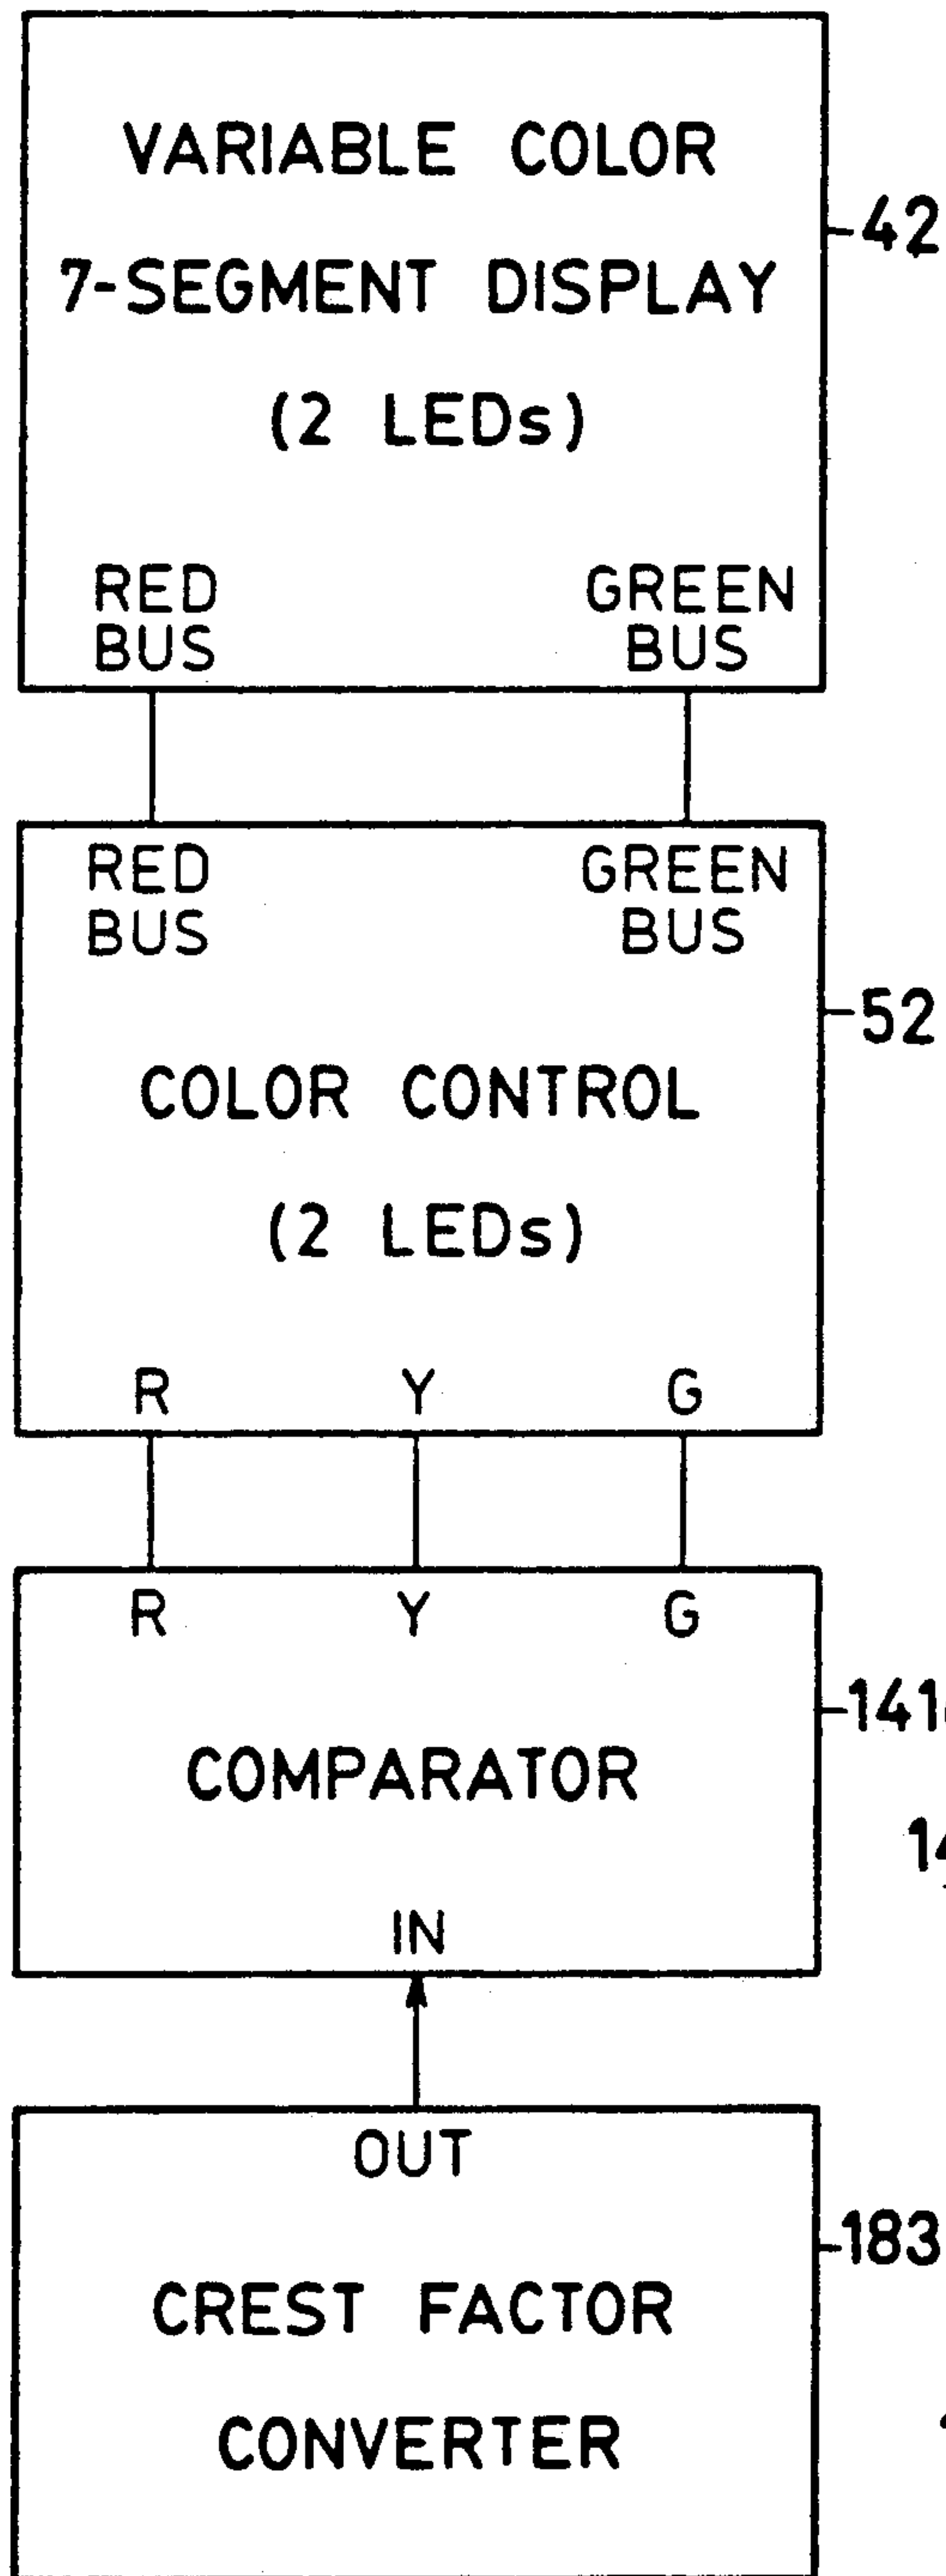 VARIABLE COLOR
7-SEGMENT DISPLAY
(2 LEDs)
42
RED BUS
GREEN BUS
RED BUS
GREEN BUS
52
COLOR CONTROL
(2 LEDs)
R Y G
R Y G
COMPARATOR
IN
OUT
183
CREST FACTOR
CONVERTER